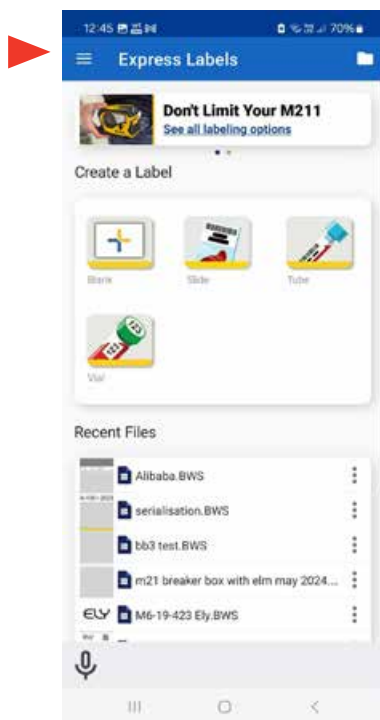 12:45
70%
Express Labels
Don't Limit Your M211
See all labeling options
Create a Label
Blank
Slide
Tube
123
123
Vial
Recent Files
Alibaba.BWS
serialisation.BWS
bb3 test.BWS
m21 breaker box with elm may 2024...
ELY M6-19-423 Ely.BWS